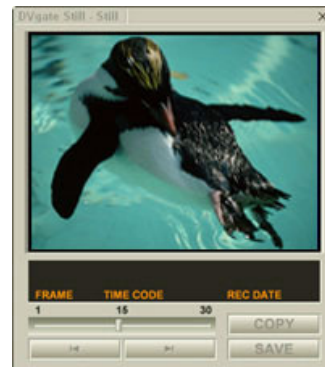 DVgate Still - Still
FRAME TIME CODE REC DATE
1 15 30
COPY
SAVE